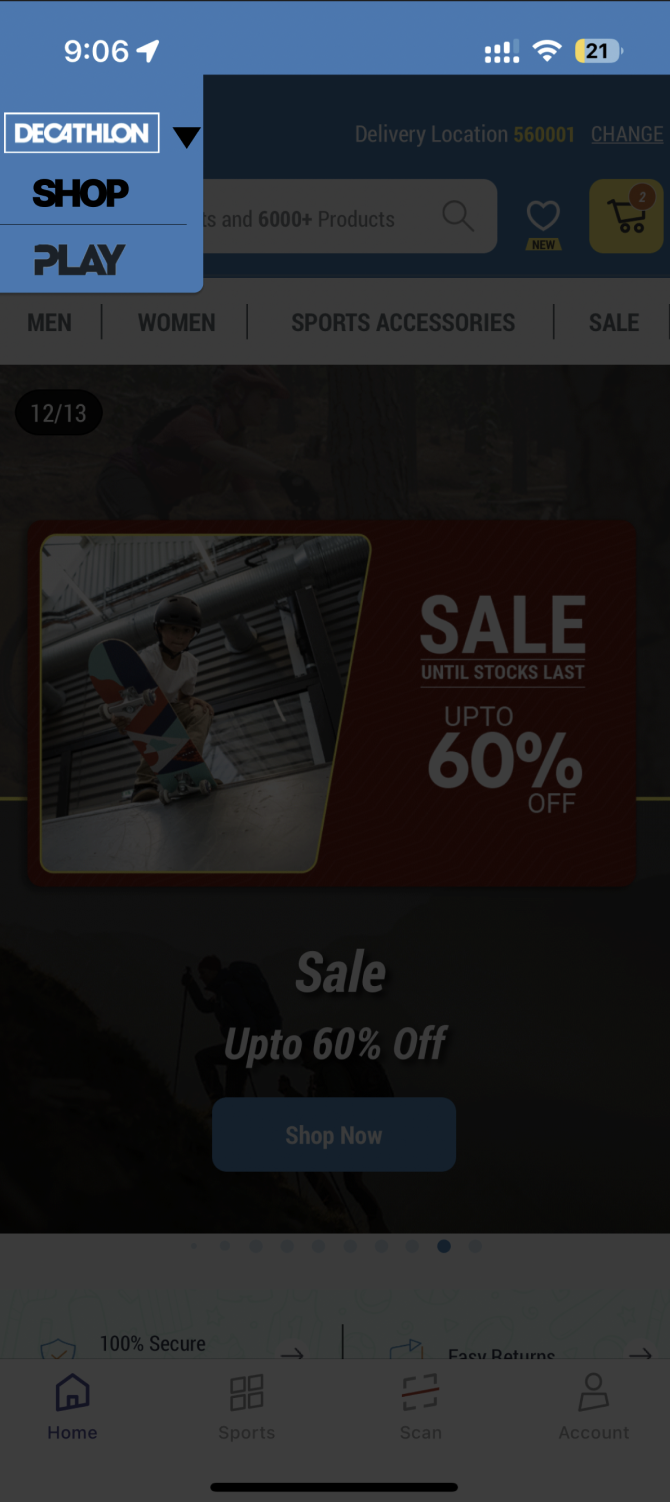 9:06
21
DECATHLON
Delivery Location 560001 CHANGE
SHOP
ts and 6000+ Products
2
NEW
PLAY
MEN
WOMEN
SPORTS ACCESSORIES
SALE
12/13
SALE
UNTIL STOCKS LAST
UPTO
60%
OFF
Sale
Upto 60% Off
Shop Now
100% Secure
Easy Returns
Home
Sports
Scan
Account